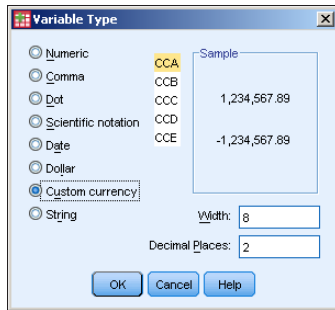 Variable Type
Numeric
Comma
Dot
Scientific notation
Date
Dollar
Custom currency
String
CCA
CCB
CCC
CCD
CCE
Sample
1,234,567.89
-1,234,567.89
Width: 8
Decimal Places: 2
OK Cancel Help